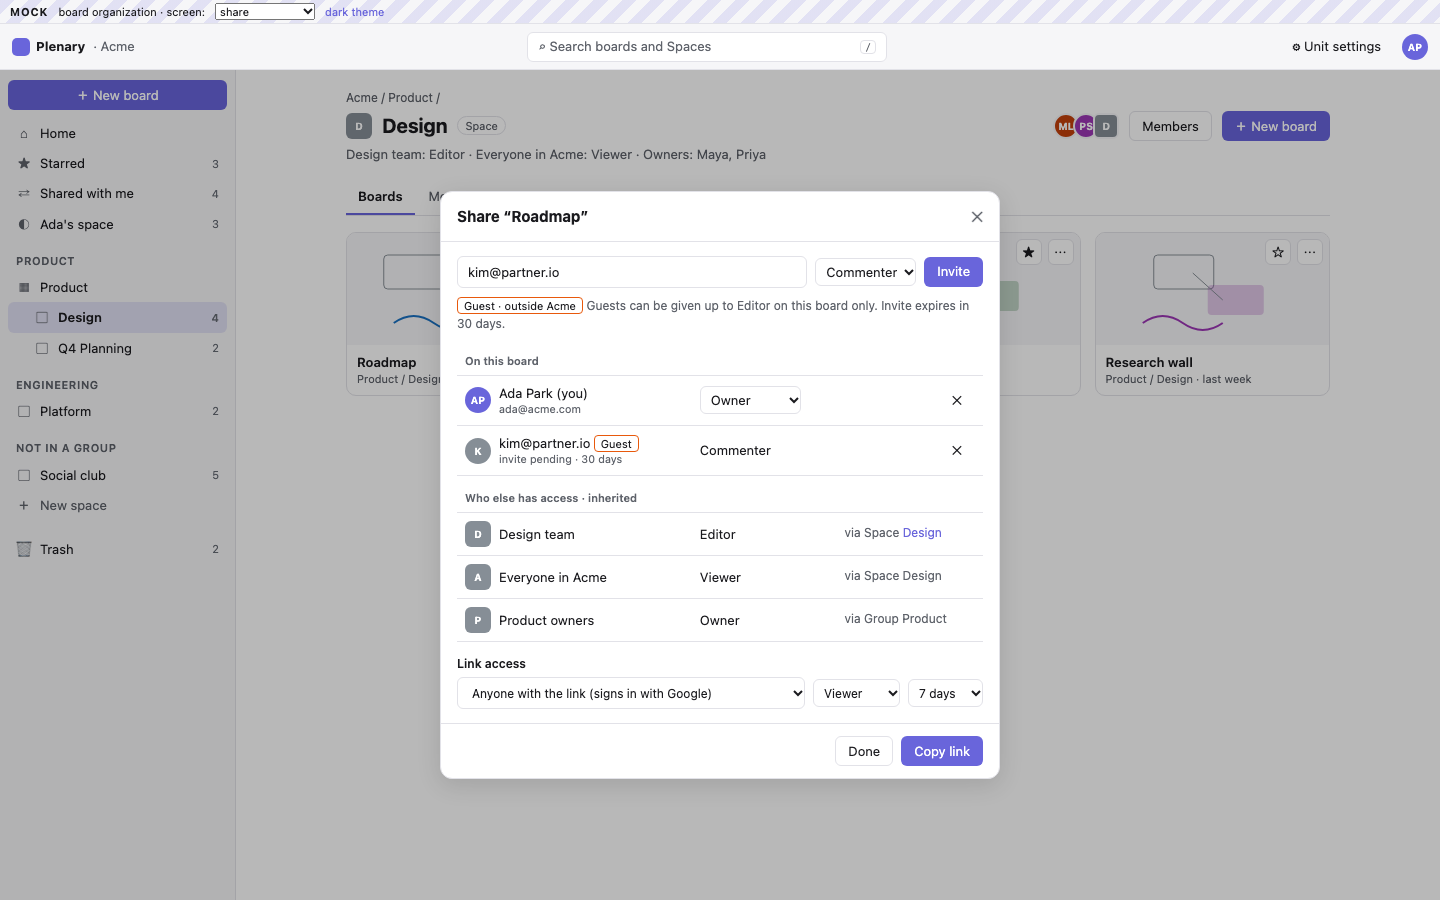 MOCK board organization · screen: share dark theme
Plenary · Acme
Search boards and Spaces /
Unit settings
AP
+ New board
Home
Starred 3
Shared with me 4
Ada's space 3
PRODUCT
Product
Design 4
Q4 Planning 2
ENGINEERING
Platform 2
NOT IN A GROUP
Social club 5
+ New space
Trash 2
Acme / Product /
D Design Space
ML PS D
Members
+ New board
Design team: Editor · Everyone in Acme: Viewer · Owners: Maya, Priya
Boards
Roadmap
Product / Design
Research wall
Product / Design · last week
Share “Roadmap”
kim@partner.io Commenter Invite
Guest · outside Acme Guests can be given up to Editor on this board only. Invite expires in
30 days.
On this board
AP Ada Park (you) Owner
ada@acme.com
K kim@partner.io Guest Commenter
invite pending · 30 days
Who else has access · inherited
D Design team Editor via Space Design
A Everyone in Acme Viewer via Space Design
P Product owners Owner via Group Product
Link access
Anyone with the link (signs in with Google) Viewer 7 days
Done Copy link